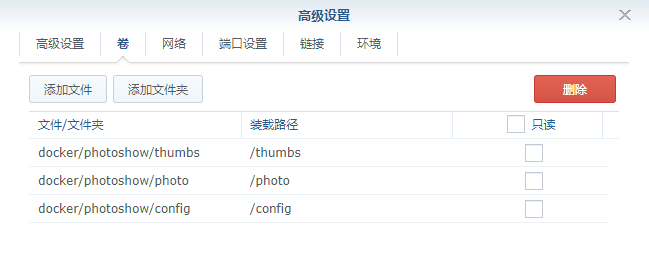 高级设置
高级设置 卷 网络 端口设置 链接 环境
添加文件 添加文件夹 删除
文件/文件夹 装载路径 只读
docker/photoshow/thumbs /thumbs
docker/photoshow/photo /photo
docker/photoshow/config /config